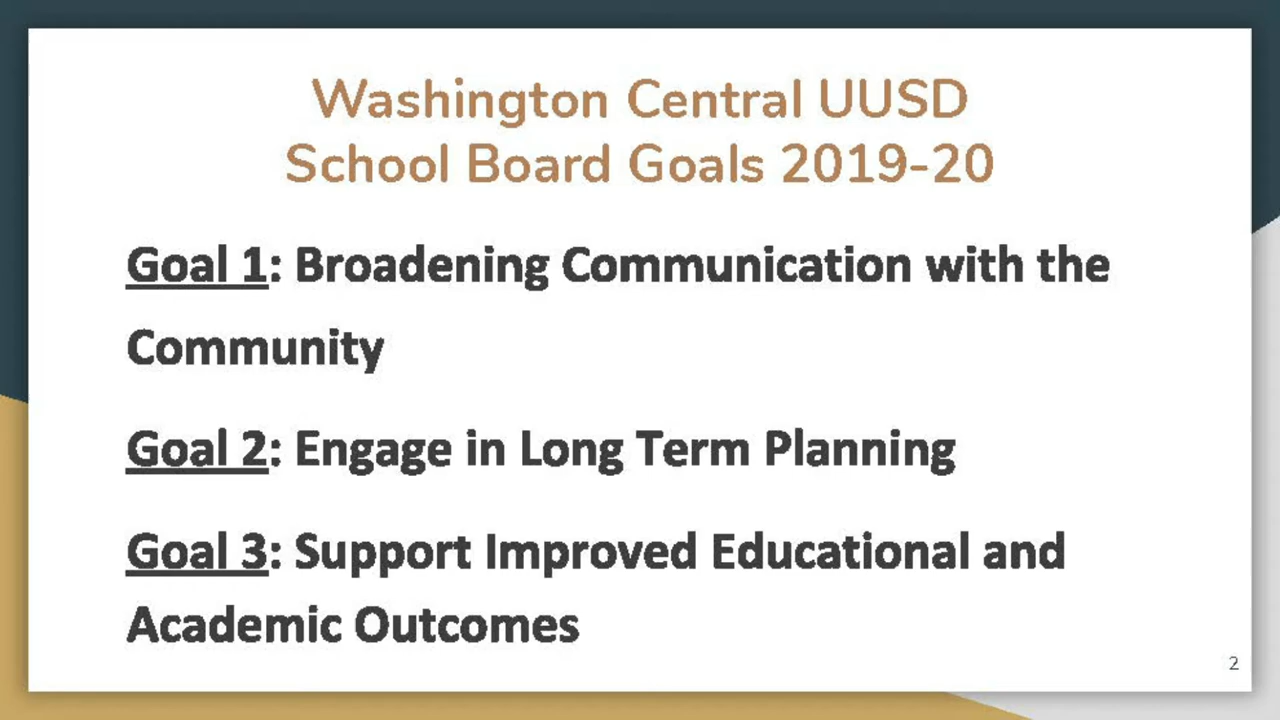 Washington Central UUSD
School Board Goals 2019-20
Goal 1: Broadening Communication with the
Community
Goal 2: Engage in Long Term Planning
Goal 3: Support Improved Educational and
Academic Outcomes
2